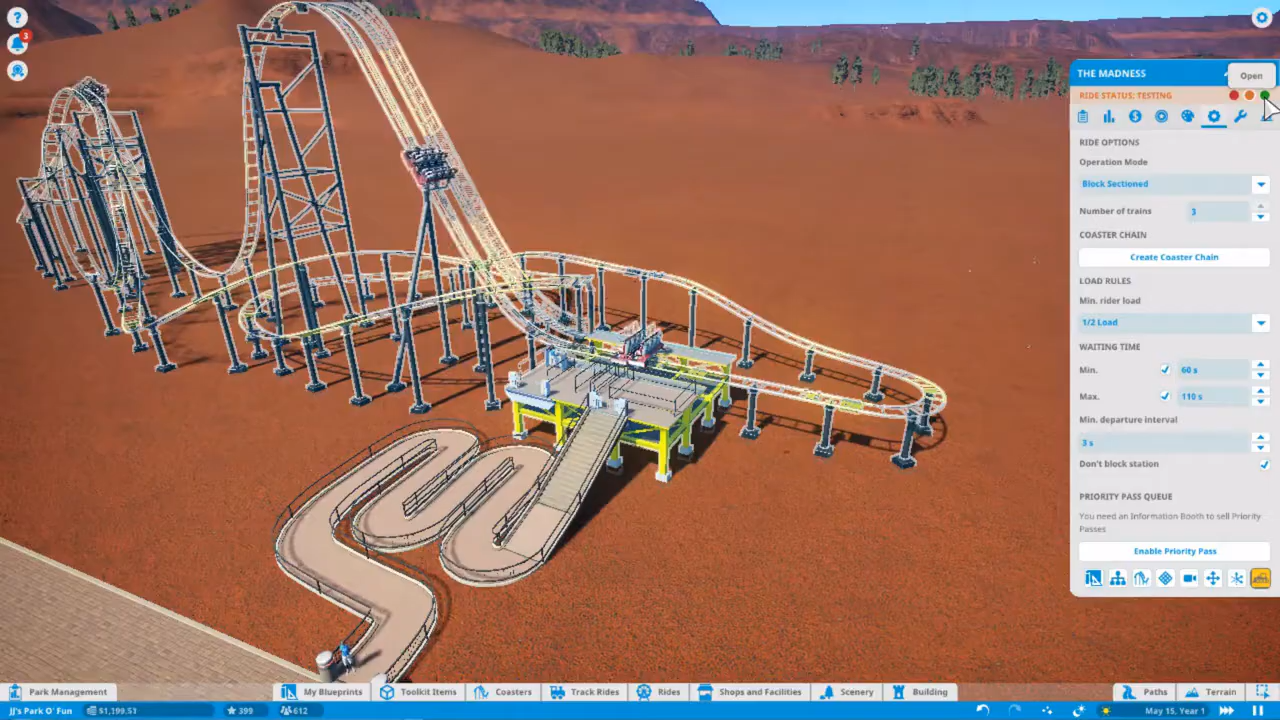 ?
3
THE MADNESS
Open
RIDE STATUS: TESTING
RIDE OPTIONS
Operation Mode
Block Sectioned
Number of trains 3
COASTER CHAIN
Create Coaster Chain
LOAD RULES
Min. rider load
1/2 Load
WAITING TIME
Min. 60 s
Max. 110 s
Min. departure interval
3 s
Don't block station
PRIORITY PASS QUEUE
You need an Information Booth to sell Priority
Passes
Enable Priority Pass
Park Management My Blueprints Toolkit Items Coasters Track Rides Rides Shops and Facilities Scenery Building Paths Terrain
JJ's Park O' Fun $1,199.51 399 612 May 15, Year 1